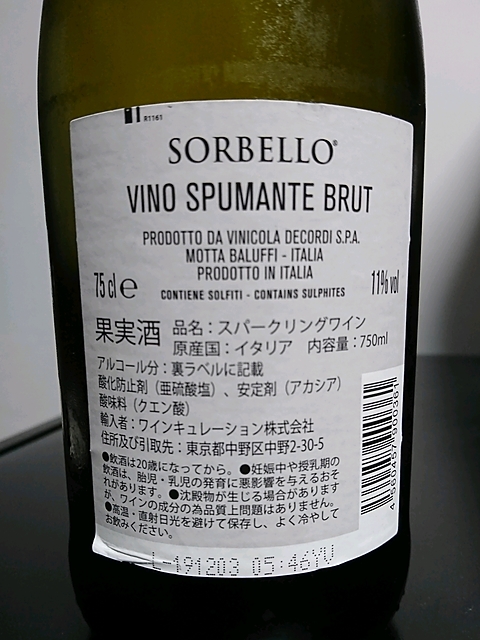 R1161
SORBELLO®
VINO SPUMANTE BRUT
PRODOTTO DA VINICOLA DECORDI S.P.A.
MOTTA BALUFFI - ITALIA
PRODOTTO IN ITALIA
75 cl e
11% vol
CONTIENE SOLFITI - CONTAINS SULPHITES
果実酒
品名：スパークリングワイン
原産国：イタリア 内容量：750ml
アルコール分：裏ラベルに記載
酸化防止剤（亜硫酸塩）、安定剤（アカシア）
酸味料（クエン酸）
輸入者：ワインキュレーション株式会社
住所及び引取先：東京都中野区中野2-30-5
●飲酒は20歳になってから。●妊娠中や授乳期の
飲酒は、胎児・乳児の発育に悪影響を与えるおそ
れがあります。●沈殿物が生じる場合があります
が、ワインの成分の為品質上問題はありません。
●高温・直射日光を避けて保存し、よく冷やして
お飲みください。
4 560457 900361
L-191203 05:46YU